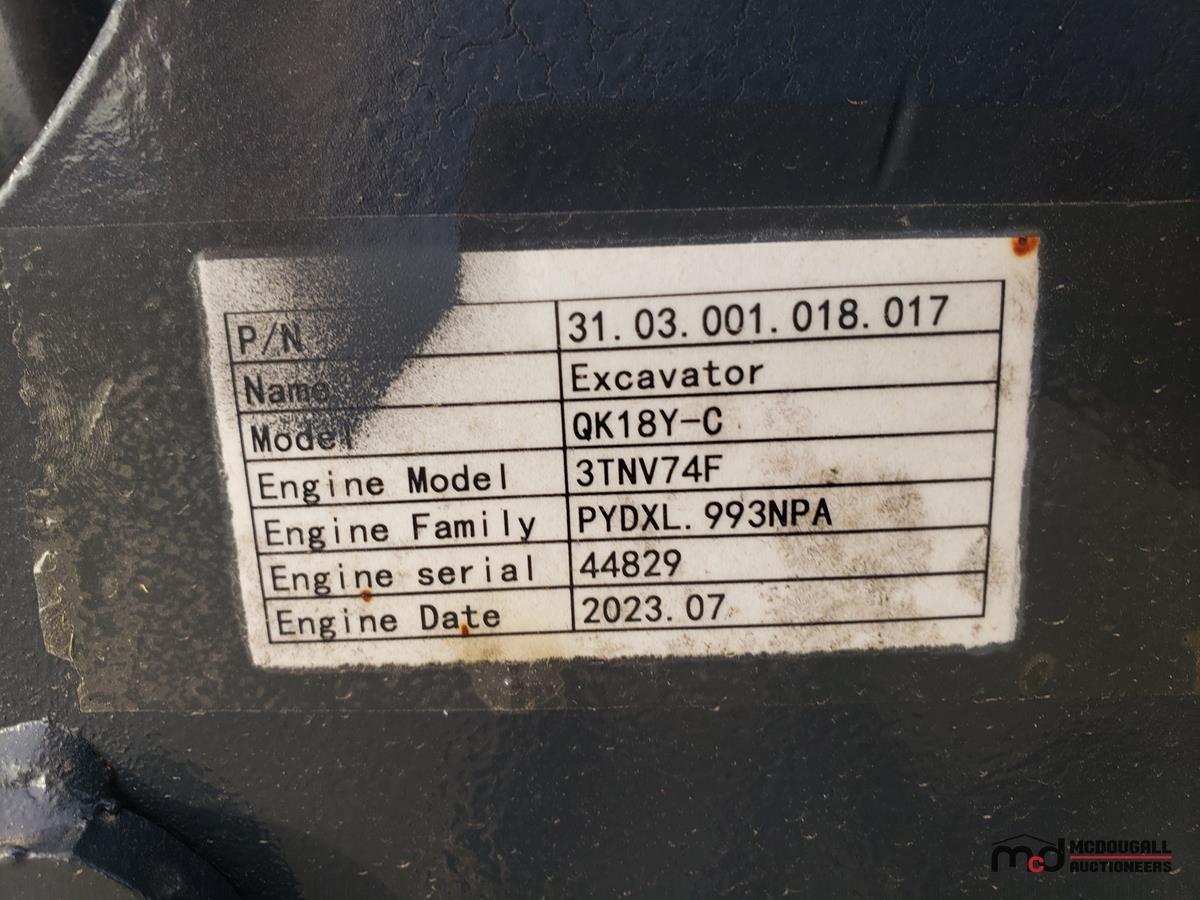 P/N 31.03.001.018.017
Name Excavator
Model QK18Y-C
Engine Model 3TNV74F
Engine Family PYDXL.993NPA
Engine serial 44829
Engine Date 2023.07
mcd MCDOUGALL
AUCTIONEERS